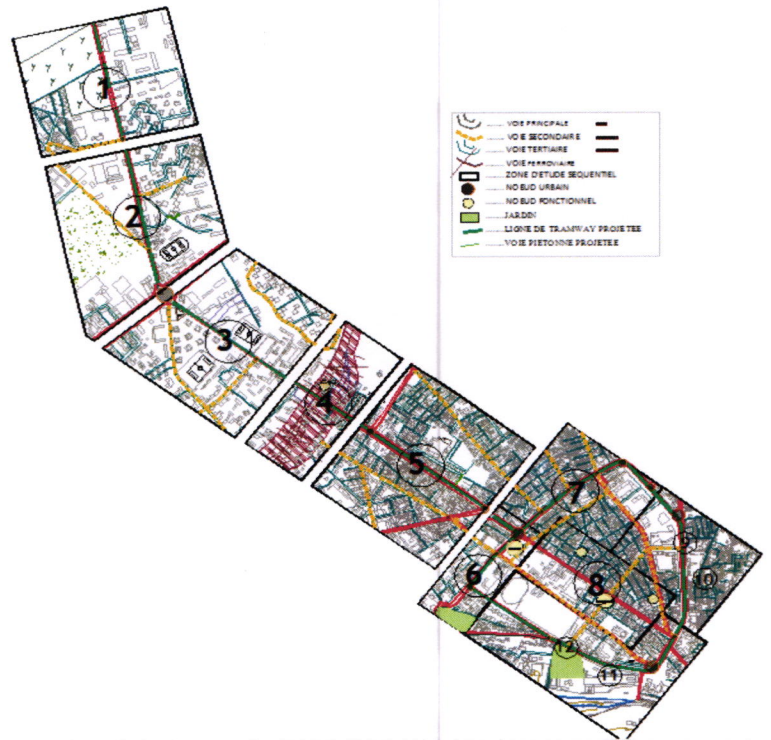 1
2
3
4
5
6
7
8
9
10
11
12
VOIE PRINCIPALE
VOIE SECONDAIRE
VOIE TERTIAIRE
VOIE FERROVIAIRE
ZONE D'ETUDE SEQUENTIEL
NOEUD URBAIN
NOEUD FONCTIONNEL
JARDIN
LIGNE DE TRAMWAY PROJETEE
VOIE PIETONNE PROJETEE